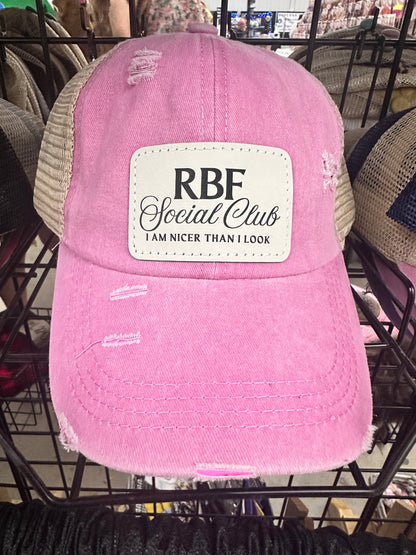 RBF
Social Club
I AM NICER THAN I LOOK